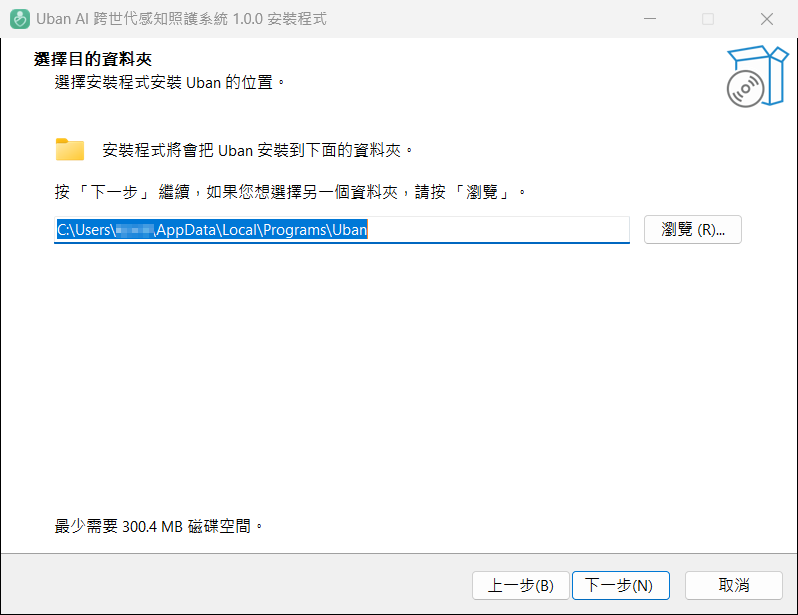 Uban AI 跨世代感知照護系統 1.0.0 安裝程式
選擇目的資料夾
選擇安裝程式安裝 Uban 的位置。
安裝程式將會把 Uban 安裝到下面的資料夾。
按「下一步」繼續，如果您想選擇另一個資料夾，請按「瀏覽」。
C:\Users\ \AppData\Local\Programs\Uban
瀏覽 (R)...
最少需要 300.4 MB 磁碟空間。
上一步(B)
下一步(N)
取消